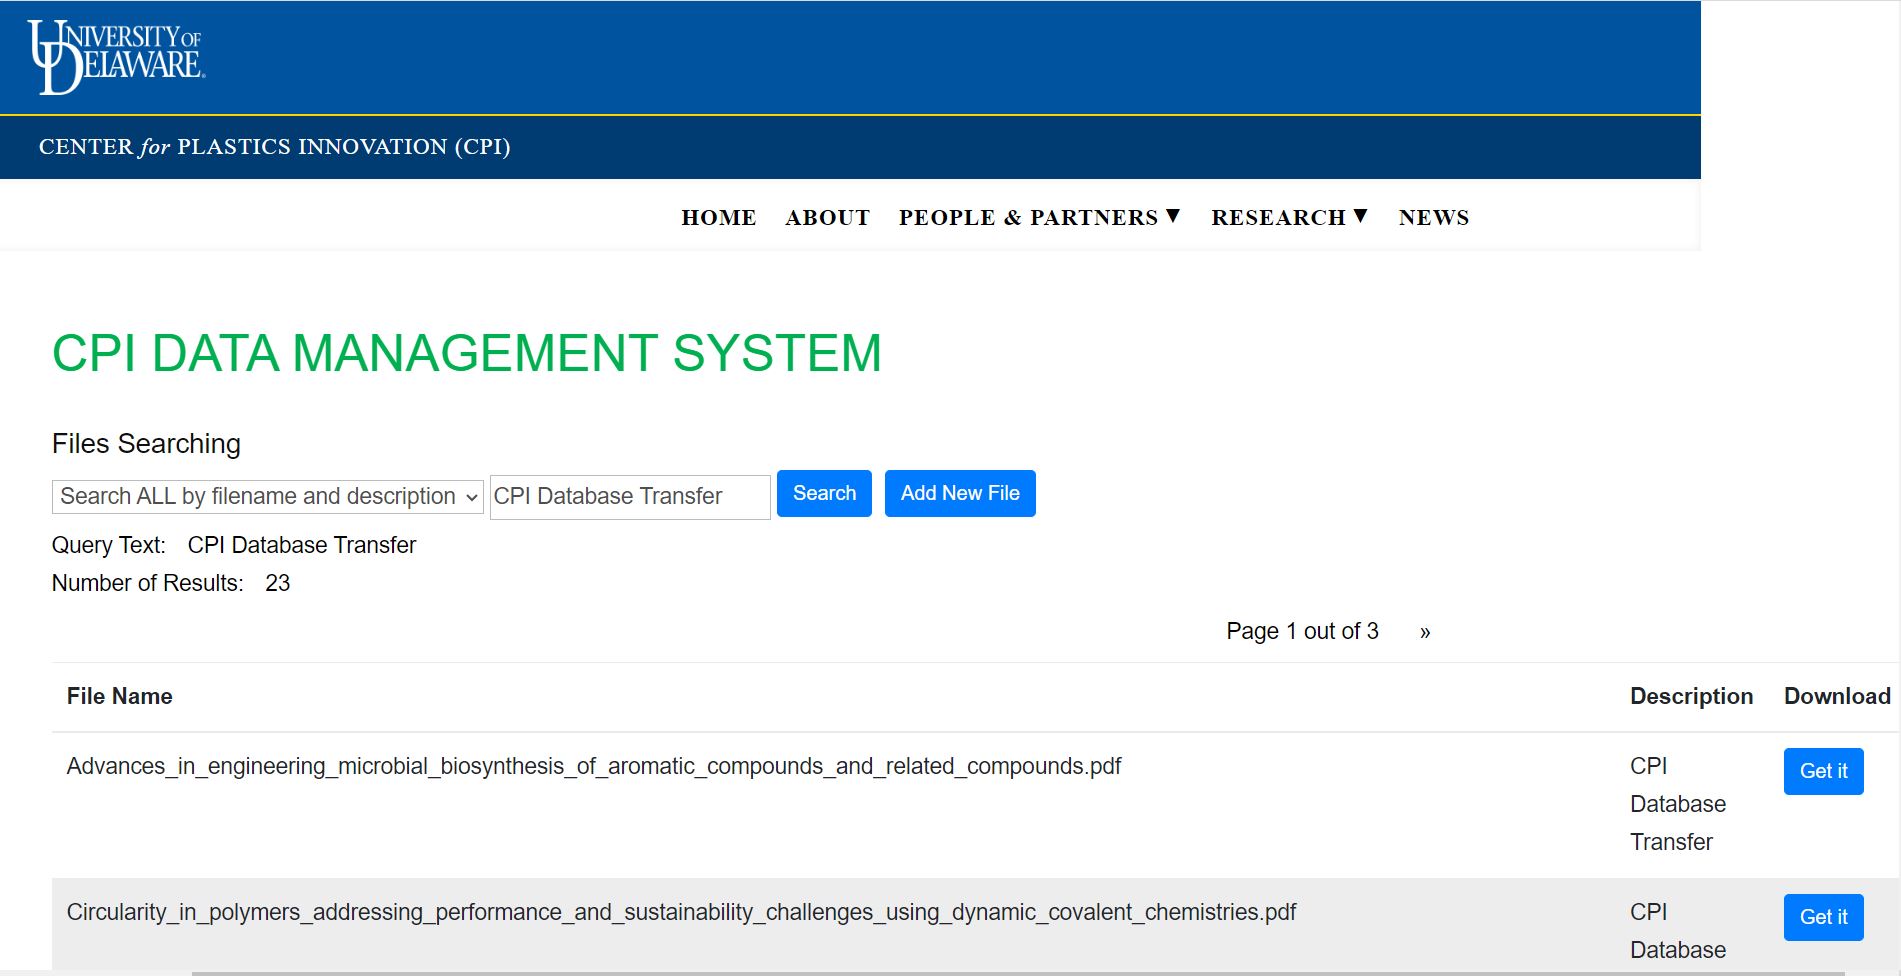 UNIVERSITY OF
DELAWARE
CENTER for PLASTICS INNOVATION (CPI)
HOME ABOUT PEOPLE & PARTNERS ▼ RESEARCH ▼ NEWS
CPI DATA MANAGEMENT SYSTEM
Files Searching
Search ALL by filename and description CPI Database Transfer Search Add New File
Query Text: CPI Database Transfer
Number of Results: 23
Page 1 out of 3 »
File Name Description Download
Advances_in_engineering_microbial_biosynthesis_of_aromatic_compounds_and_related_compounds.pdf CPI Get it
Database
Transfer
Circularity_in_polymers_addressing_performance_and_sustainability_challenges_using_dynamic_covalent_chemistries.pdf CPI Get it
Database